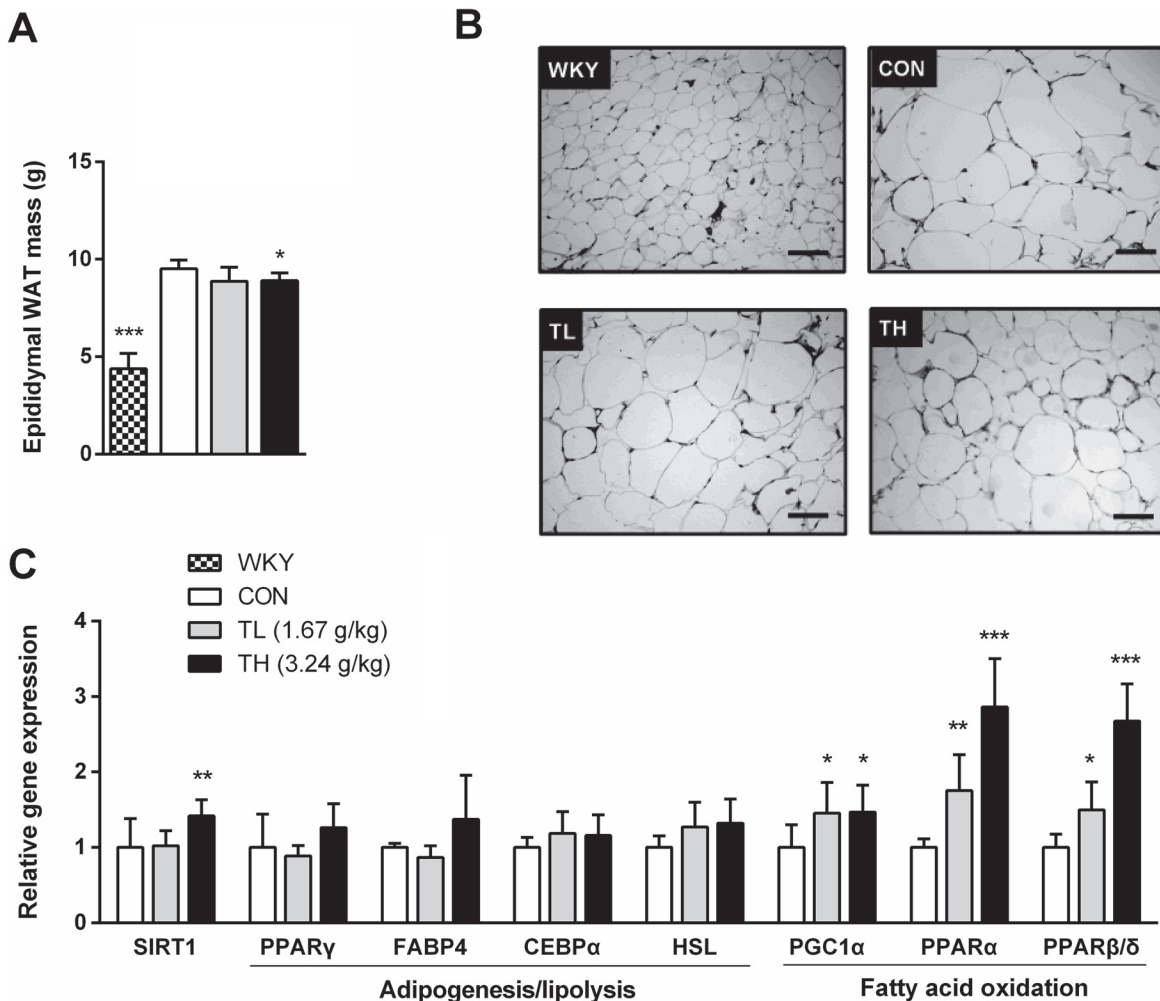 A
B
15
10
5
0
Epididymal WAT mass (g)
***
*
WKY
CON
TL
TH
C
WKY
CON
TL (1.67 g/kg)
TH (3.24 g/kg)
4
3
2
1
0
Relative gene expression
**
*
*
**
***
*
***
SIRT1 PPARγ FABP4 CEBPα HSL PGC1α PPARα PPARβ/δ
Adipogenesis/lipolysis Fatty acid oxidation